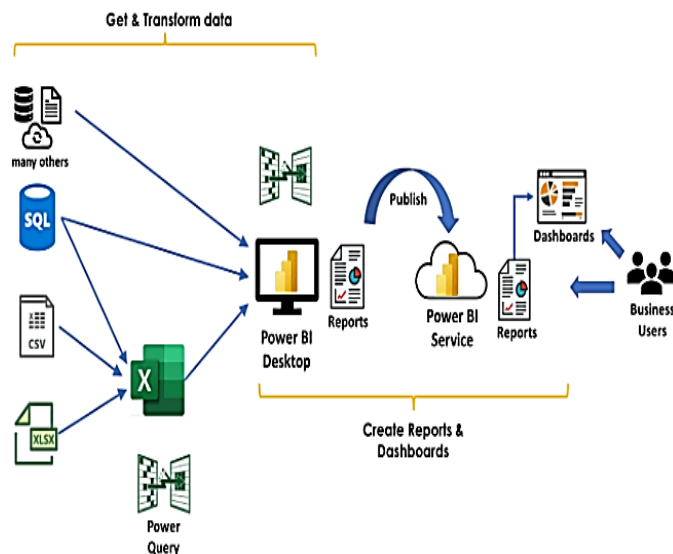 Get & Transform data
many others
SQL
CSV
XLSX
X
Power
Query
Power BI
Desktop
Reports
Publish
Power BI
Service
Reports
Dashboards
Business
Users
Create Reports &
Dashboards